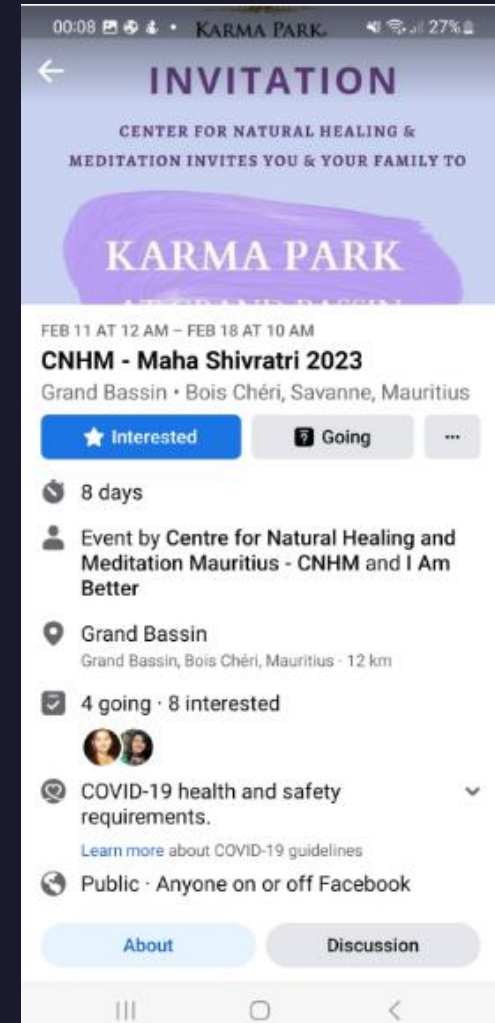 00:08 KARMA PARK 27%
INVITATION
CENTER FOR NATURAL HEALING &
MEDITATION INVITES YOU & YOUR FAMILY TO
KARMA PARK
AT GRAND BASSIN
FEB 11 AT 12 AM – FEB 18 AT 10 AM
CNHM - Maha Shivratri 2023
Grand Bassin • Bois Chéri, Savanne, Mauritius
Interested
Going
8 days
Event by Centre for Natural Healing and
Meditation Mauritius - CNHM and I Am
Better
Grand Bassin
Grand Bassin, Bois Chéri, Mauritius · 12 km
4 going · 8 interested
COVID-19 health and safety
requirements.
Learn more about COVID-19 guidelines
Public · Anyone on or off Facebook
About
Discussion